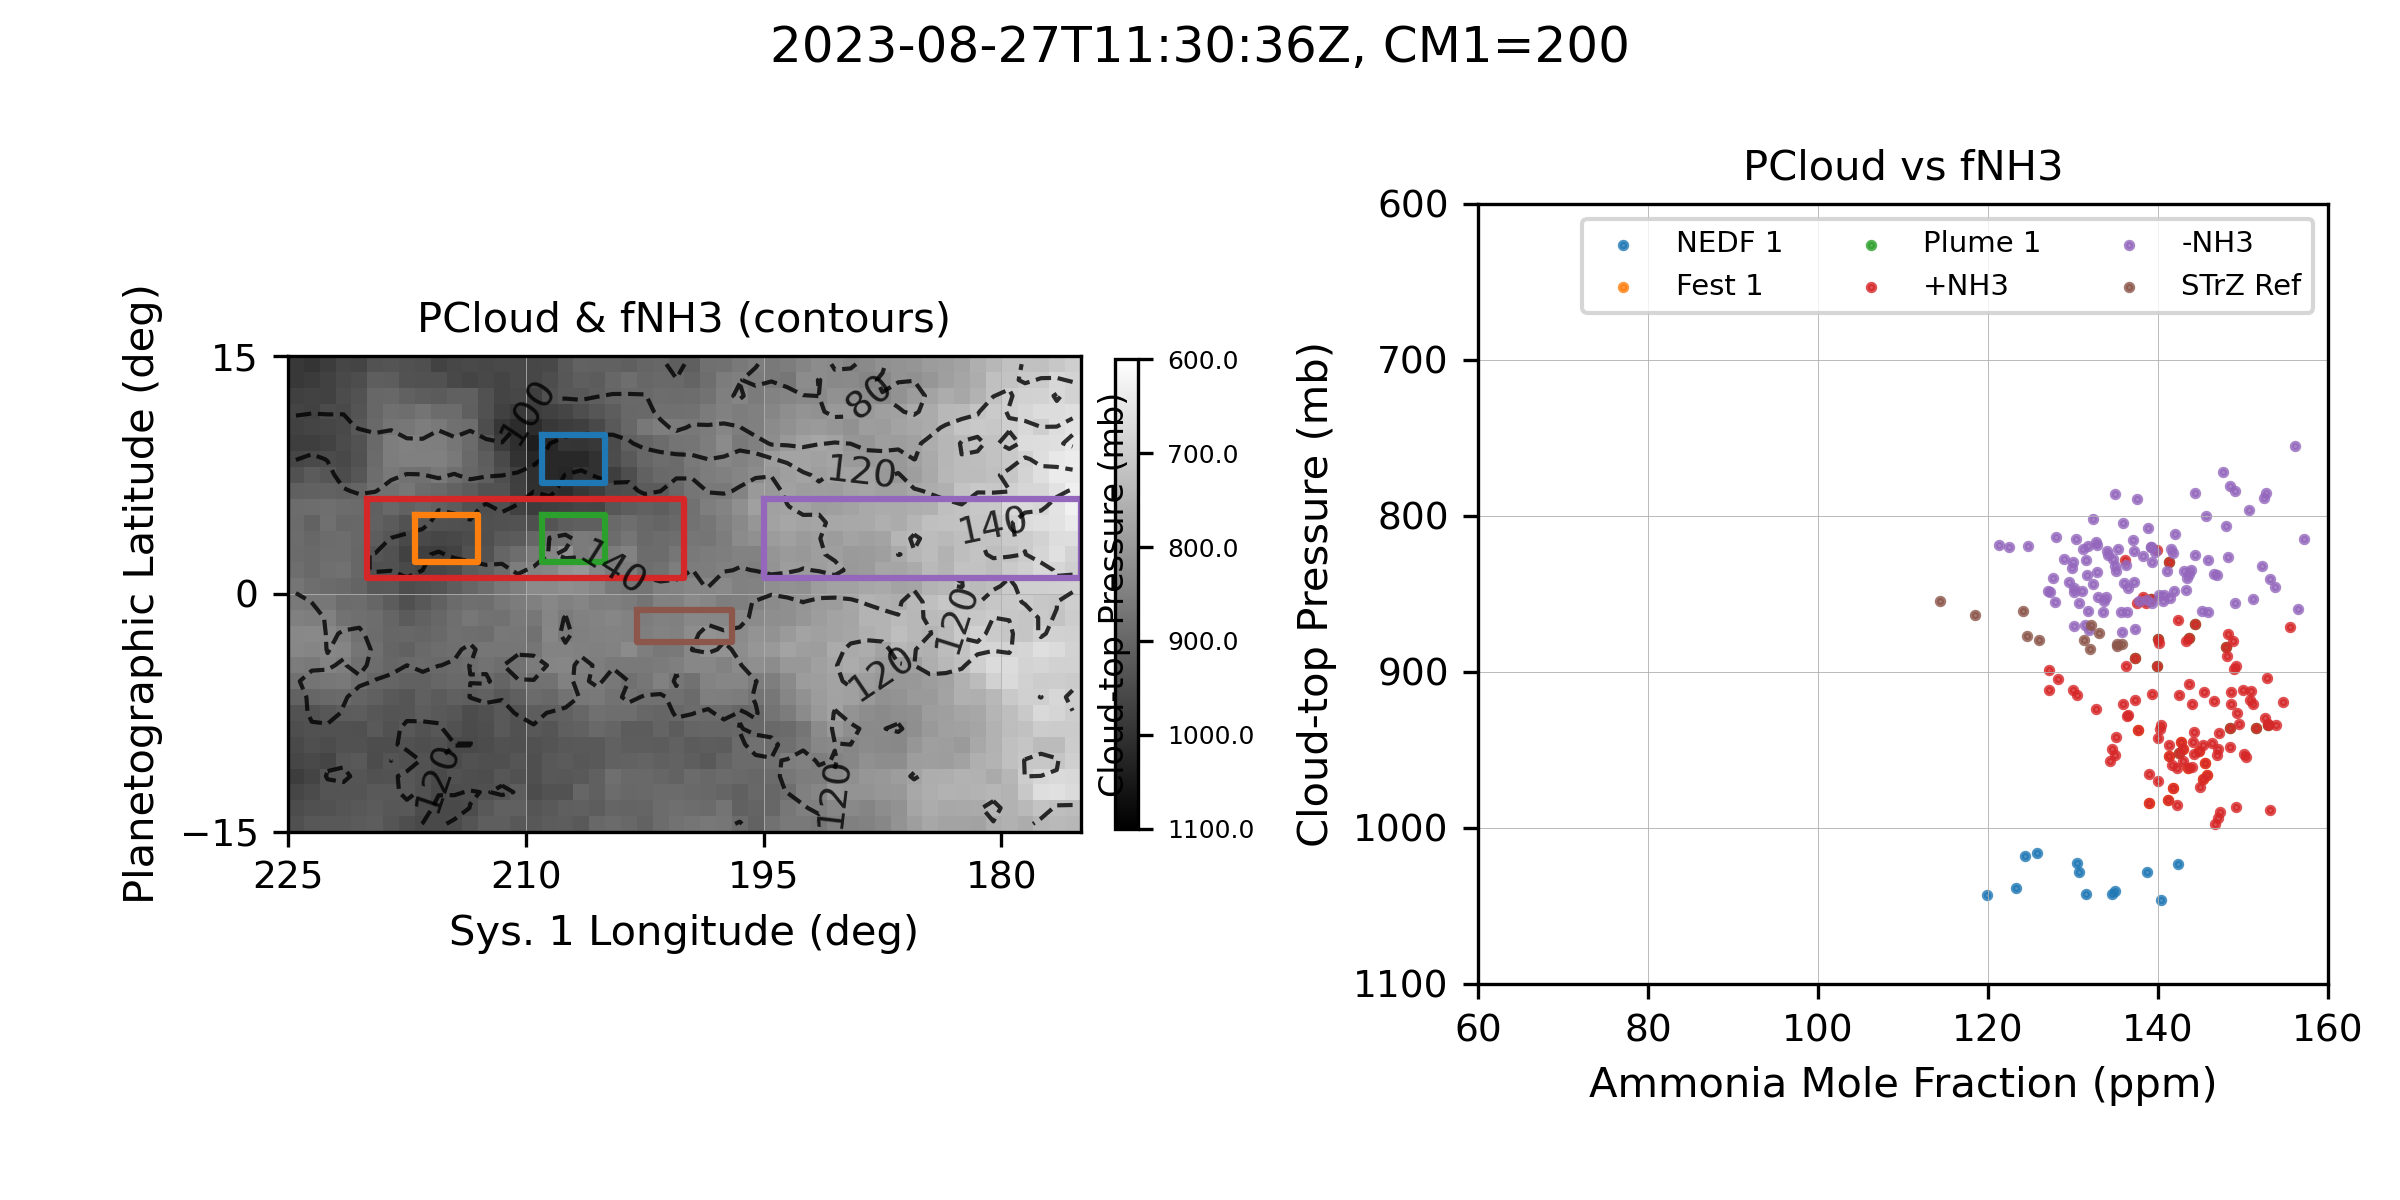 2023-08-27T11:30:36Z, CM1=200
PCloud & fNH3 (contours)
Planetographic Latitude (deg)
15
0
−15
225
210
195
180
Sys. 1 Longitude (deg)
100
80
120
140
140
120
120
120
120
Cloud-top Pressure (mb)
600.0
700.0
800.0
900.0
1000.0
1100.0
PCloud vs fNH3
Cloud-top Pressure (mb)
600
700
800
900
1000
1100
NEDF 1
Fest 1
Plume 1
+NH3
-NH3
STrZ Ref
60
80
100
120
140
160
Ammonia Mole Fraction (ppm)